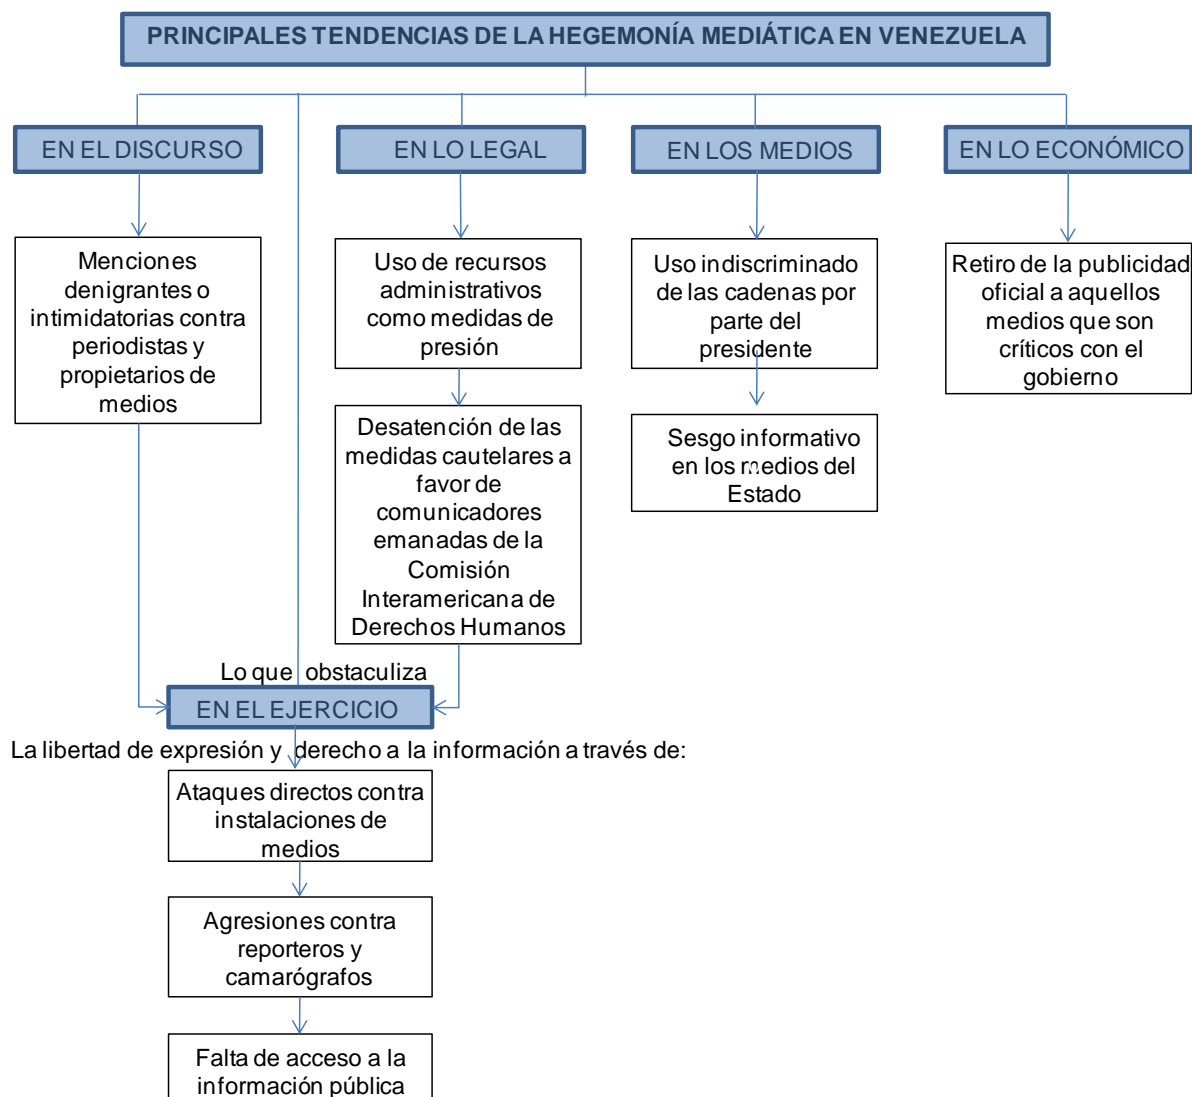 PRINCIPALES TENDENCIAS DE LA HEGEMONÍA MEDIÁTICA EN VENEZUELA
EN EL DISCURSO
Menciones
denigrantes o
intimidatorias contra
periodistas y
propietarios de
medios
EN LO LEGAL
Uso de recursos
administrativos
como medidas de
presión
Desatención de las
medidas cautelares a
favor de
comunicadores
emanadas de la
Comisión
Interamericana de
Derechos Humanos
EN LOS MEDIOS
Uso indiscriminado
de las cadenas por
parte del
presidente
Sesgo informativo
en los medios del
Estado
EN LO ECONÓMICO
Retiro de la publicidad
oficial a aquellos
medios que son
críticos con el
gobierno
Lo que obstaculiza
EN EL EJERCICIO
La libertad de expresión y derecho a la información a través de:
Ataques directos contra
instalaciones de
medios
Agresiones contra
reporteros y
camarógrafos
Falta de acceso a la
información pública